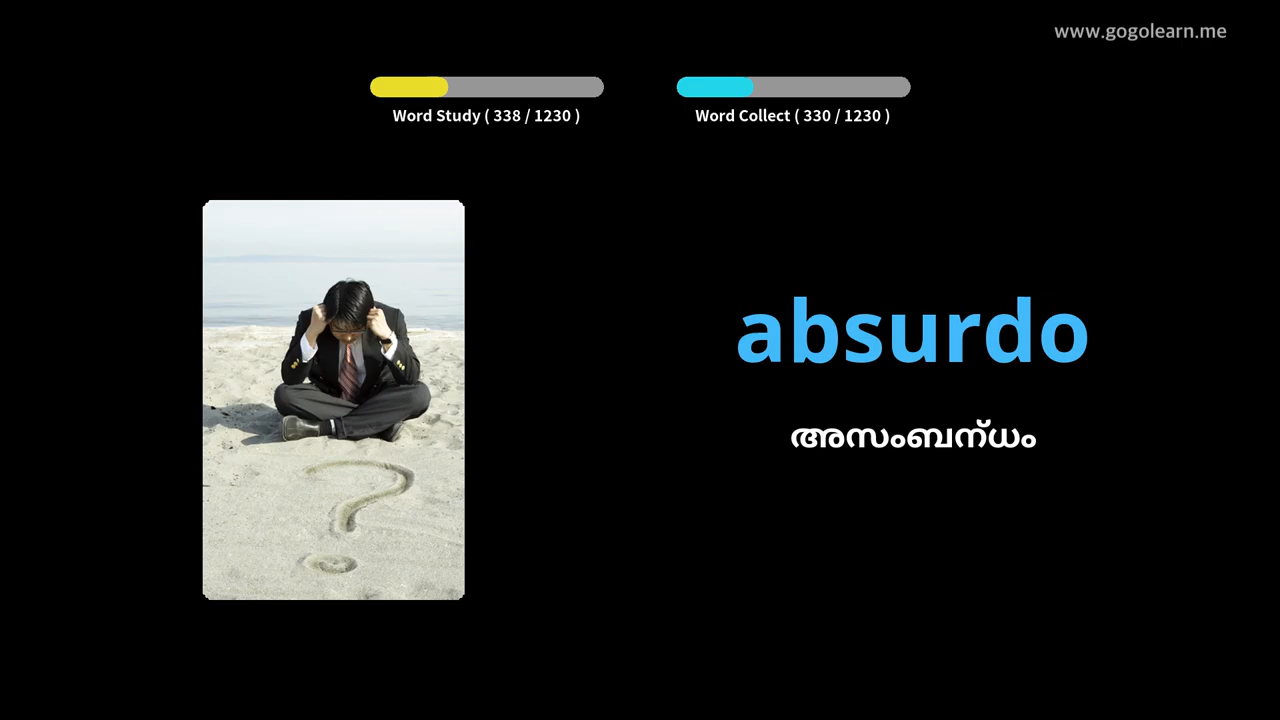 www.gogolearn.me
Word Study ( 338 / 1230 )
Word Collect ( 330 / 1230 )
absurdo
അസംബന്ധം
?